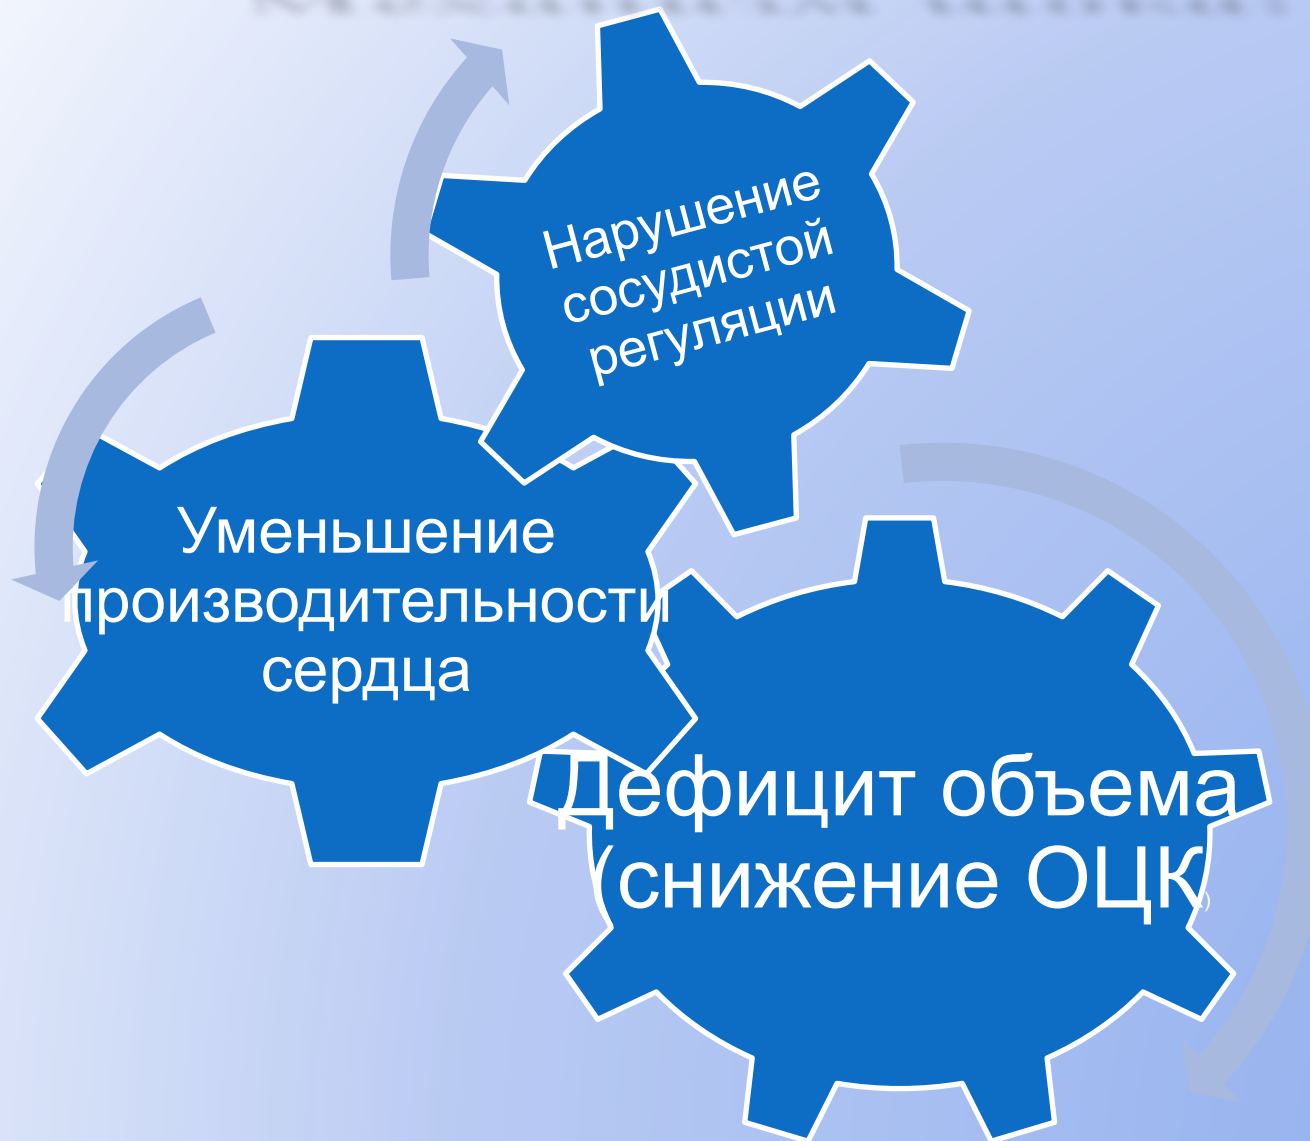 Нарушение
сосудистой
регуляции
Уменьшение
производительности
сердца
Дефицит объема
(снижение ОЦК)